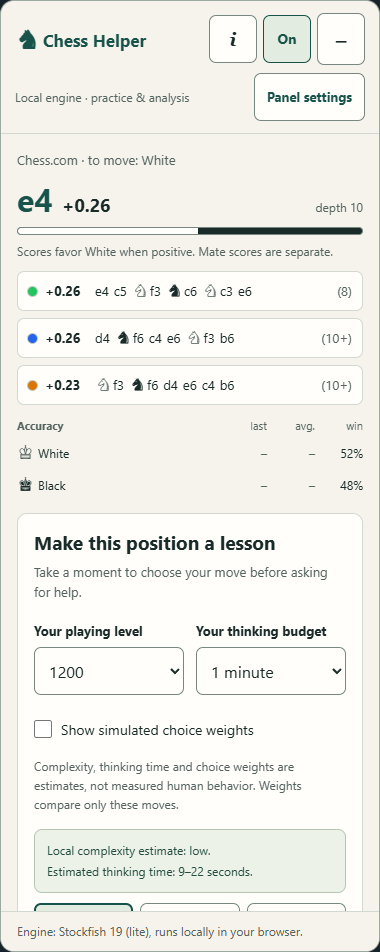 ♞ Chess Helper
i
On
–
Local engine · practice & analysis
Panel settings
Chess.com · to move: White
e4 +0.26
depth 10
Scores favor White when positive. Mate scores are separate.
+0.26 e4 c5 ♘f3 ♞c6 ♘c3 e6 (8)
+0.26 d4 ♞f6 c4 e6 ♘f3 b6 (10+)
+0.23 ♘f3 ♞f6 d4 e6 c4 b6 (10+)
Accuracy last avg. win
♔ White – – 52%
♚ Black – – 48%
Make this position a lesson
Take a moment to choose your move before asking
for help.
Your playing level
Your thinking budget
1200
1 minute
Show simulated choice weights
Complexity, thinking time and choice weights are
estimates, not measured human behavior. Weights
compare only these moves.
Local complexity estimate: low.
Estimated thinking time: 9–22 seconds.
Engine: Stockfish 19 (lite), runs locally in your browser.